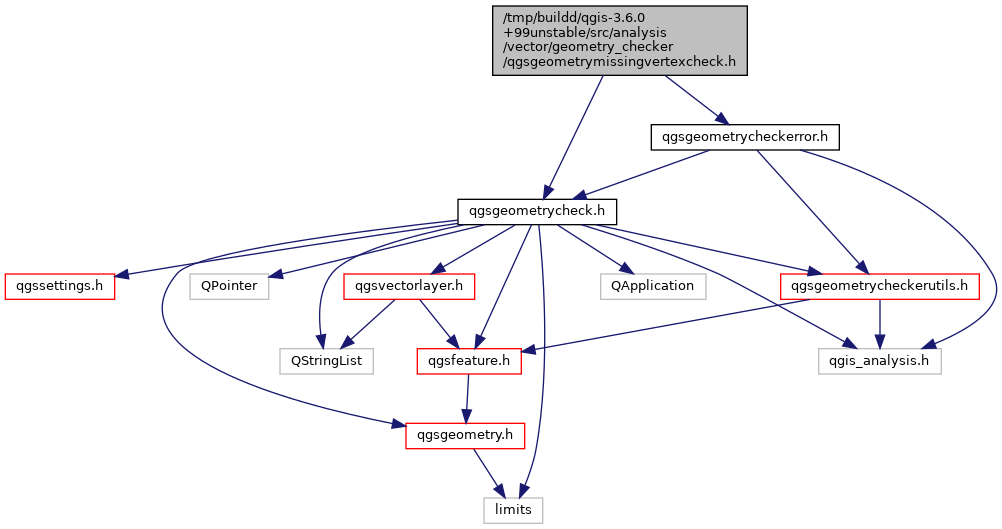 /tmp/buildd/qgis-3.6.0
+99unstable/src/analysis
/vector/geometry_checker
/qgsgeometrymissingvertexcheck.h
qgsgeometrycheckerror.h
qgsgeometrycheck.h
qgssettings.h
QPointer
qgsvectorlayer.h
QApplication
qgsgeometrycheckerutils.h
QStringList
qgsfeature.h
qgis_analysis.h
qgsgeometry.h
limits